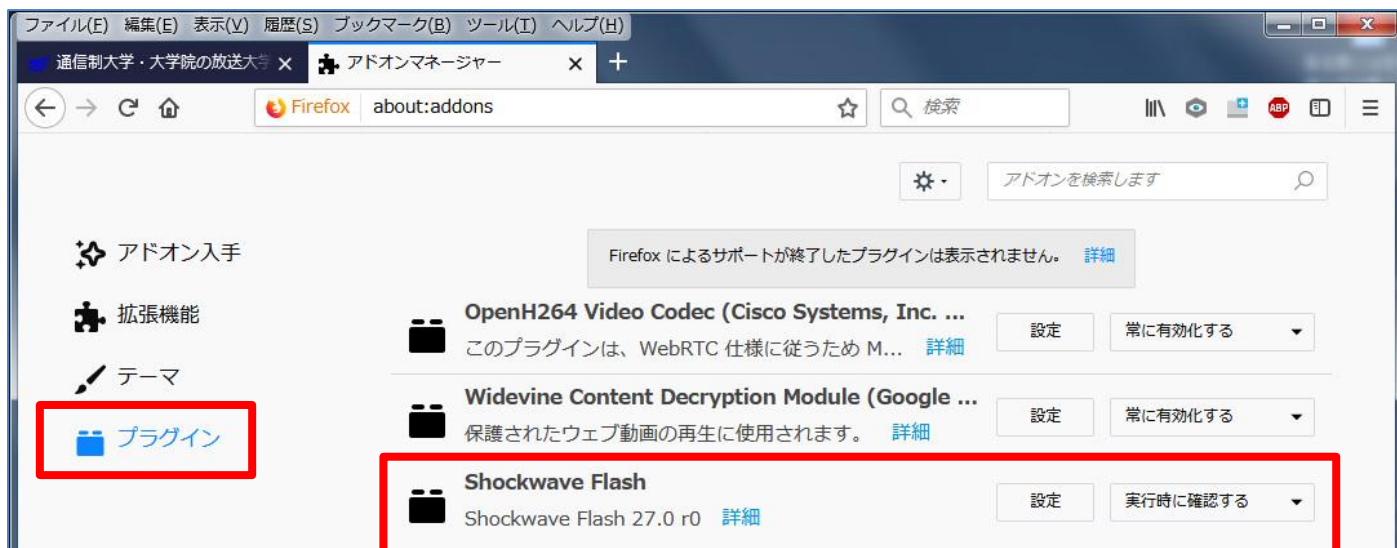 ファイル(F) 編集(E) 表示(V) 履歴(S) ブックマーク(B) ツール(T) ヘルプ(H)
通信制大学・大学院の放送大学 アドオンマネージャー
Firefox about:addons 検索
ABP
アドオンを検索します
アドオン入手
Firefox によるサポートが終了したプラグインは表示されません。 詳細
拡張機能
OpenH264 Video Codec (Cisco Systems, Inc. ...
このプラグインは、WebRTC 仕様に従うため M... 詳細
設定 常に有効化する
テーマ
Widevine Content Decryption Module (Google ...
保護されたウェブ動画の再生に使用されます。 詳細
設定 常に有効化する
プラグイン
Shockwave Flash
Shockwave Flash 27.0 r0 詳細
設定 実行時に確認する